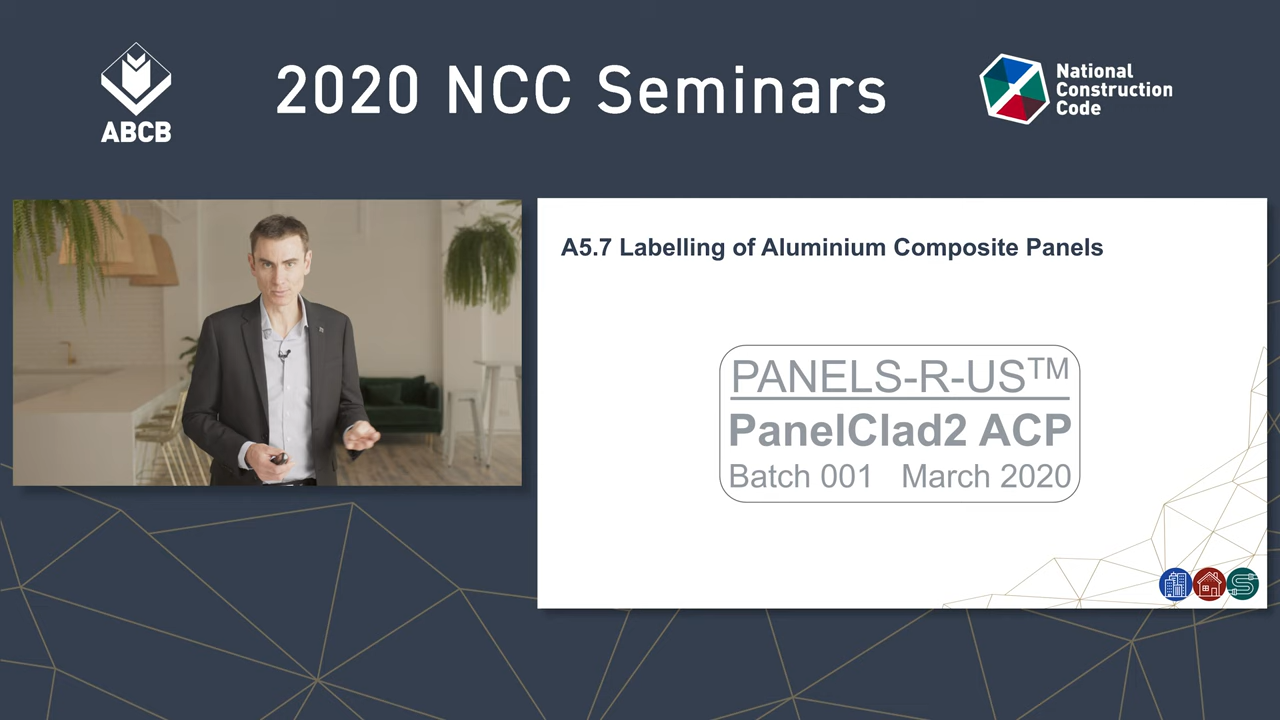 ABCB
2020 NCC Seminars
National
Construction
Code
A5.7 Labelling of Aluminium Composite Panels
PANELS-R-US™
PanelClad2 ACP
Batch 001 March 2020